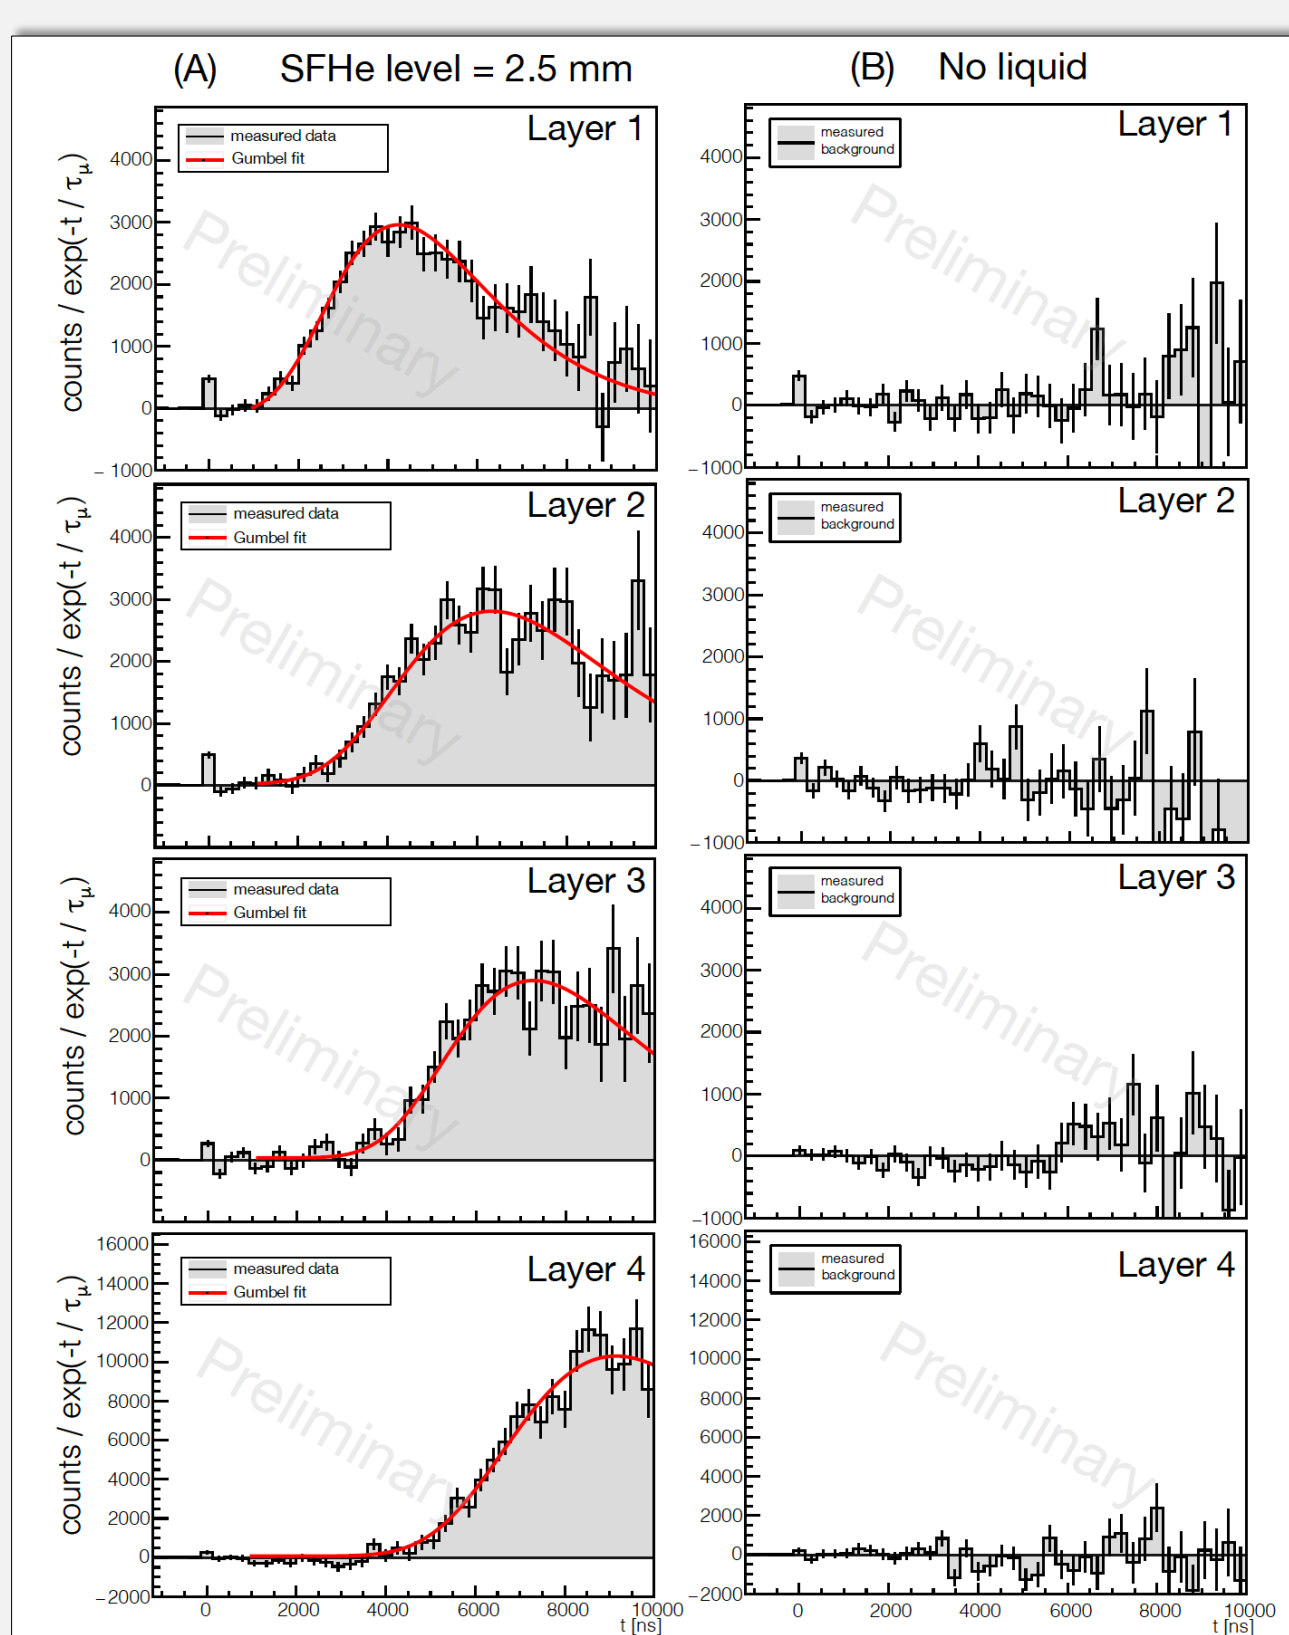 (A) SFHe level = 2.5 mm
(B) No liquid
Layer 1
measured data
Gumbel fit
counts / exp(-t / τμ)
4000
3000
2000
1000
0
– 1000
Preliminary
Layer 1
measured
background
4000
3000
2000
1000
0
–1000
Preliminary
Layer 2
measured data
Gumbel fit
counts / exp(-t / τμ)
4000
3000
2000
1000
0
Preliminary
Layer 2
measured
background
4000
3000
2000
1000
0
–1000
Preliminary
Layer 3
measured data
Gumbel fit
counts / exp(-t / τμ)
4000
3000
2000
1000
0
Preliminary
Layer 3
measured
background
4000
3000
2000
1000
0
–1000
Preliminary
Layer 4
measured data
Gumbel fit
counts / exp(-t / τμ)
16000
14000
12000
10000
8000
6000
4000
2000
0
–2000
Preliminary
0 2000 4000 6000 8000 10000
t [ns]
Layer 4
measured
background
16000
14000
12000
10000
8000
6000
4000
2000
0
–2000
Preliminary
0 2000 4000 6000 8000 10000
t [ns]